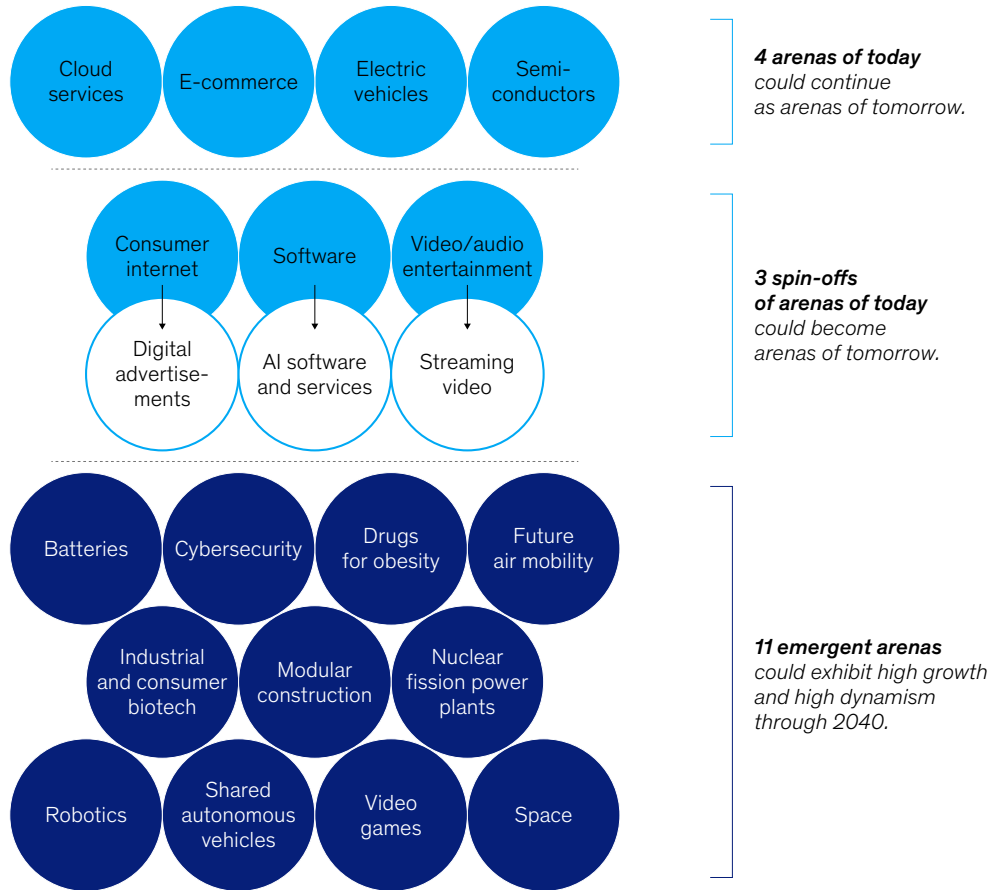 Cloud
services
E-commerce
Electric
vehicles
Semi-
conductors
4 arenas of today
could continue
as arenas of tomorrow.
Consumer
internet
Software
Video/audio
entertainment
Digital
advertise-
ments
AI software
and services
Streaming
video
3 spin-offs
of arenas of today
could become
arenas of tomorrow.
Batteries
Cybersecurity
Drugs
for obesity
Future
air mobility
Industrial
and consumer
biotech
Modular
construction
Nuclear
fission power
plants
Robotics
Shared
autonomous
vehicles
Video
games
Space
11 emergent arenas
could exhibit high growth
and high dynamism
through 2040.